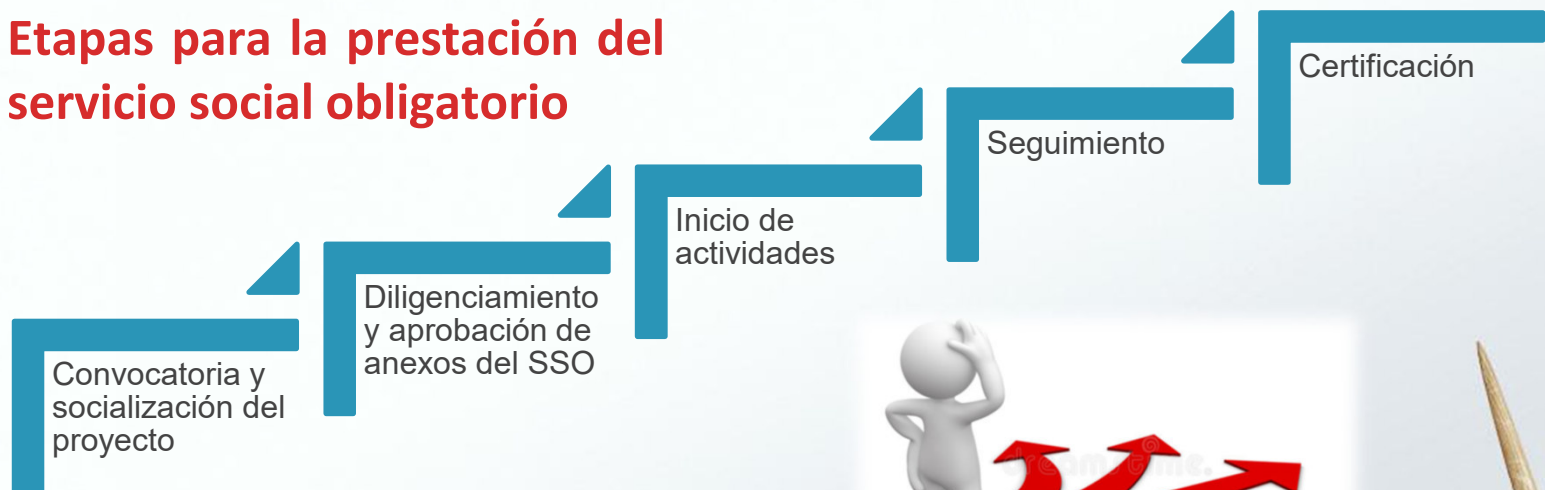 Etapas para la prestación del
servicio social obligatorio
Convocatoria y
socialización del
proyecto
Diligenciamiento
y aprobación de
anexos del SSO
Inicio de
actividades
Seguimiento
Certificación
dreamstime.